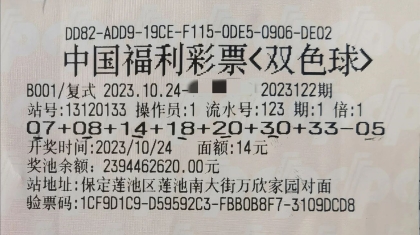 DD82-ADD9-19CE-F115-0DE5-0906-DE02
中国福利彩票<双色球>
B001/复式 2023.10.24- 2023122期
站号:13120133 操作员:1 流水号:123 期:1 倍:1
07+08+14+18+20+30+33-05
开奖时间:2023/10/24 面额:14元
奖池余额: 2394462620.00元
站地址: 保定莲池区莲池南大街万欣家园对面
验票码:1CF9D1C9-D59592C3-FBB0B8F7-3109DCD8